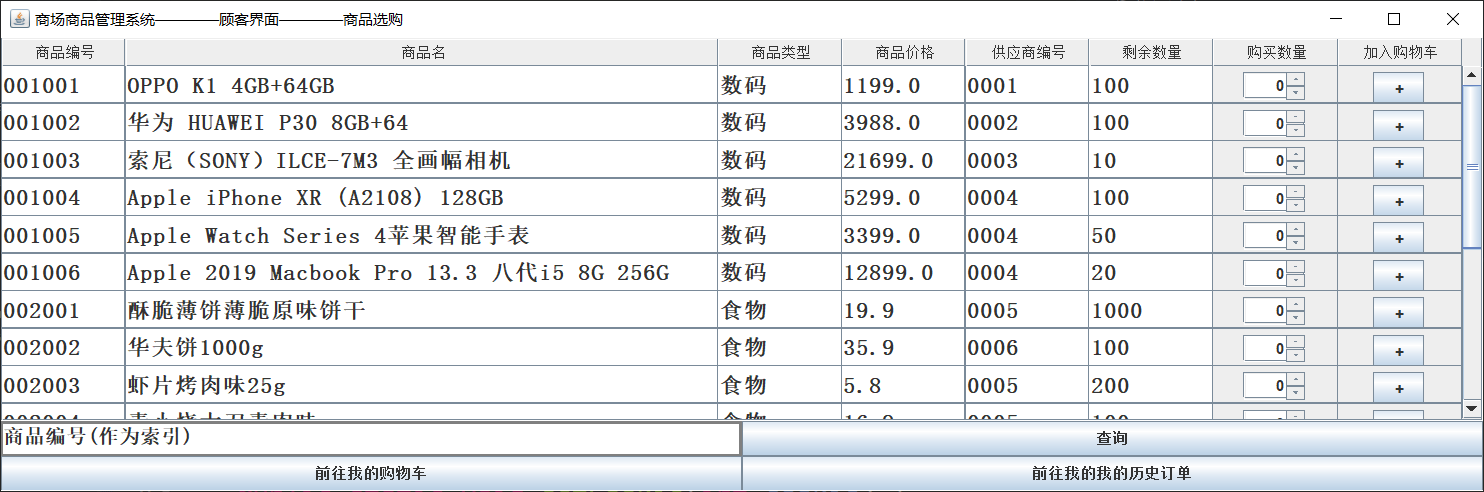 商场商品管理系统————顾客界面————商品选购
商品编号 商品名 商品类型 商品价格 供应商编号 剩余数量 购买数量 加入购物车
001001 OPPO K1 4GB+64GB 数码 1199.0 0001 100 0 +
001002 华为 HUAWEI P30 8GB+64 数码 3988.0 0002 100 0 +
001003 索尼（SONY）ILCE-7M3 全画幅相机 数码 21699.0 0003 10 0 +
001004 Apple iPhone XR (A2108) 128GB 数码 5299.0 0004 100 0 +
001005 Apple Watch Series 4苹果智能手表 数码 3399.0 0004 50 0 +
001006 Apple 2019 Macbook Pro 13.3 八代i5 8G 256G 数码 12899.0 0004 20 0 +
002001 酥脆薄饼薄脆原味饼干 食物 19.9 0005 1000 0 +
002002 华夫饼1000g 食物 35.9 0006 100 0 +
002003 虾片烤肉味25g 食物 5.8 0005 200 0 +
商品编号(作为索引) 查询
前往我的购物车 前往我的我的历史订单